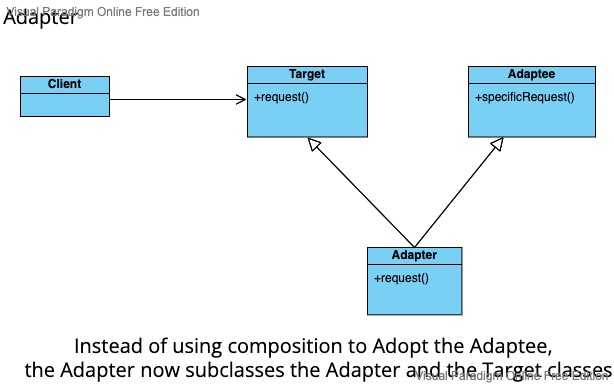 Visual Paradigm Online Free Edition
Adapter
Client
Target
+request()
Adaptee
+specificRequest()
Adapter
+request()
Instead of using composition to Adopt the Adaptee,
the Adapter now subclasses the Adapter and the Target classes
Visual Paradigm Online Free Edition